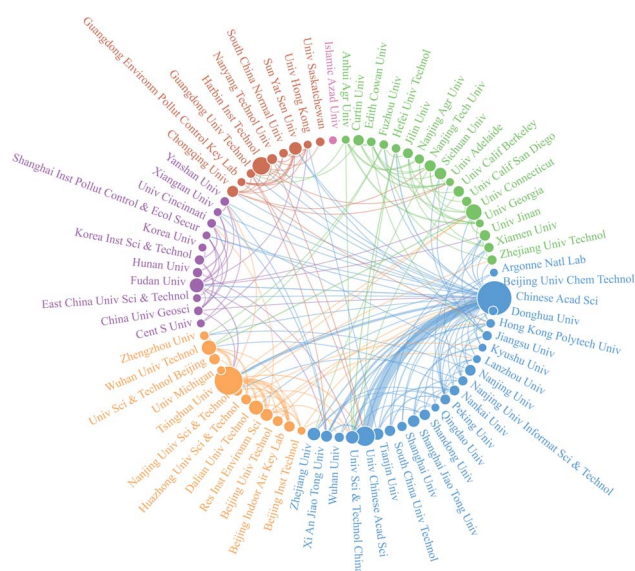 Islamic Azad Univ
Anhui Agr Univ
Curtin Univ
Edith Cowan Univ
Fuzhou Univ
Hefei Univ Technol
Jilin Univ
Nanjing Agr Univ
Nanjing Tech Univ
Sichuan Univ
Univ Adelaide
Univ Calif Berkeley
Univ Calif San Diego
Univ Connecticut
Univ Georgia
Univ Jinan
Xiamen Univ
Zhejiang Univ Technol
Argonne Natl Lab
Beijing Univ Chem Technol
Chinese Acad Sci
Donghua Univ
Hong Kong Polytech Univ
Jiangsu Univ
Kyushu Univ
Lanzhou Univ
Nanjing Univ
Nanjing Univ Informat Sci & Technol
Nankai Univ
Peking Univ
Qingdao Univ
Shandong Univ
Shanghai Jiao Tong Univ
Shanghai Univ
South China Univ Technol
Tianjin Univ
Univ Chinese Acad Sci
Univ Sci & Technol China
Wuhan Univ
Xi An Jiao Tong Univ
Zhejiang Univ
Beijing Inst Technol
Beijing Indoor Air Key Lab
Beijing Univ Technol
Res Inst Environm Sci
Dalian Univ Technol
Huazhong Univ Sci & Technol
Nanjing Univ Sci & Technol
Tsinghua Univ
Univ Michigan
Univ Sci & Technol Beijing
Wuhan Univ Technol
Zhengzhou Univ
Cent S Univ
China Univ Geosci
East China Univ Sci & Technol
Fudan Univ
Hunan Univ
Korea Inst Sci & Technol
Korea Univ
Shanghai Inst Pollut Control & Ecol Secur
Univ Cincinnati
Xiangtan Univ
Yanshan Univ
Chongqing Univ
Guangdong Environm Pollut Control Key Lab
Guangdong Univ Technol
Harbin Inst Technol
Nanyang Technol Univ
South China Normal Univ
Sun Yat Sen Univ
Univ Hong Kong
Univ Saskatchewan